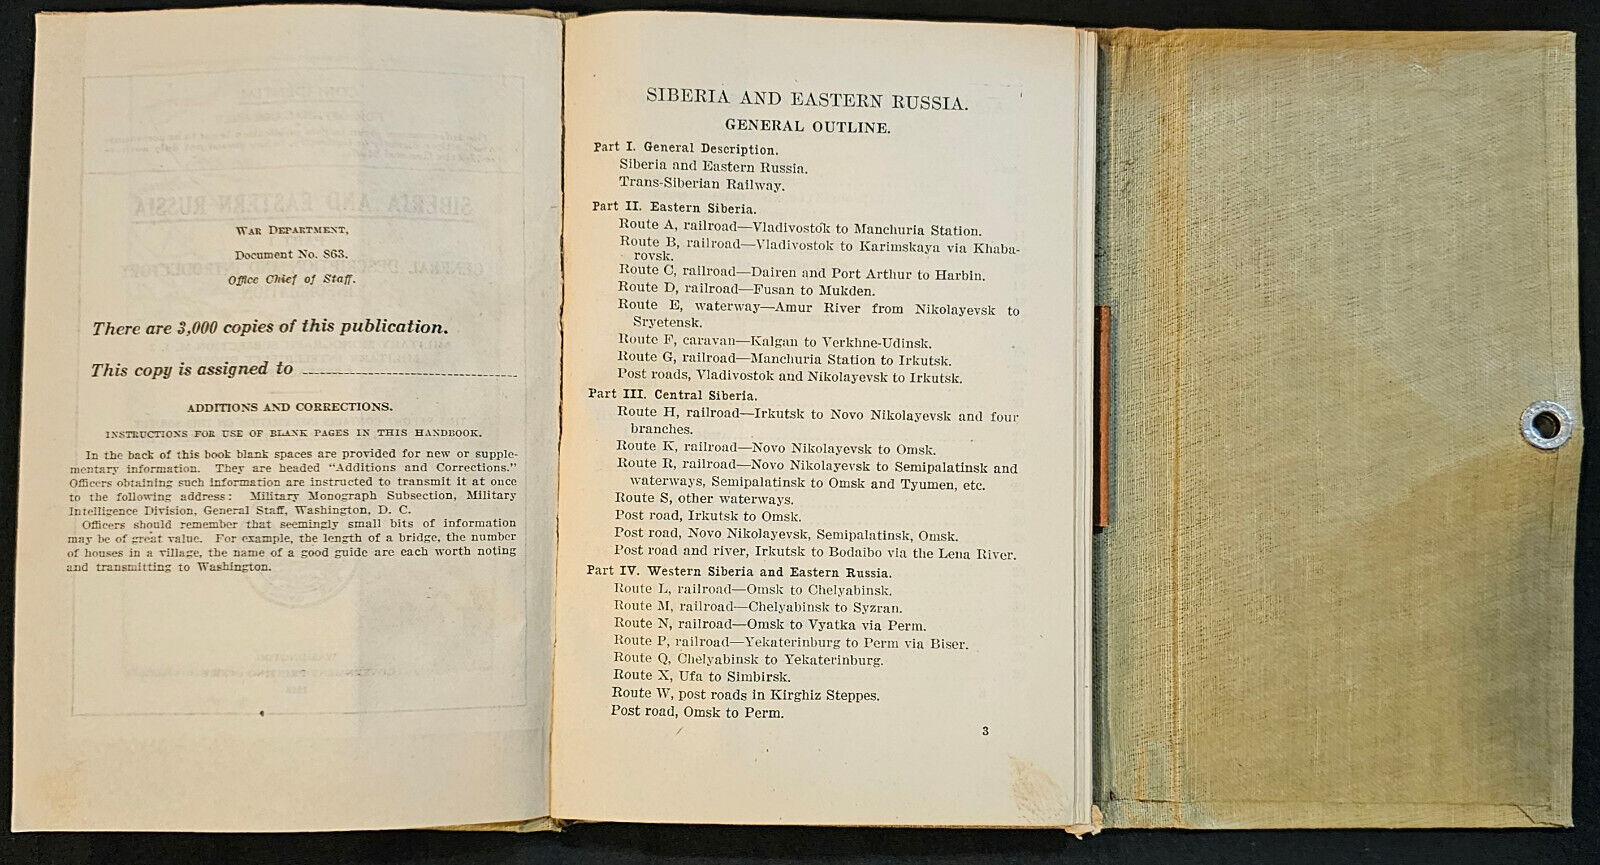 War Department,
Document No. 863.
Office Chief of Staff.
There are 3,000 copies of this publication.
This copy is assigned to
ADDITIONS AND CORRECTIONS.
INSTRUCTIONS FOR USE OF BLANK PAGES IN THIS HANDBOOK.
In the back of this book blank spaces are provided for new or supple-
mentary information. They are headed "Additions and Corrections."
Officers obtaining such information are instructed to transmit it at once
to the following address: Military Monograph Subsection, Military
Intelligence Division, General Staff, Washington, D. C.
Officers should remember that seemingly small bits of information
may be of great value. For example, the length of a bridge, the number
of houses in a village, the name of a good guide are each worth noting
and transmitting to Washington.
SIBERIA AND EASTERN RUSSIA.
GENERAL OUTLINE.
Part I. General Description.
Siberia and Eastern Russia.
Trans-Siberian Railway.
Part II. Eastern Siberia.
Route A, railroad—Vladivostok to Manchuria Station.
Route B, railroad—Vladivostok to Karimskaya via Khaba-
rovsk.
Route C, railroad—Dairen and Port Arthur to Harbin.
Route D, railroad—Fusan to Mukden.
Route E, waterway—Amur River from Nikolayevsk to
Sryetensk.
Route F, caravan—Kalgan to Verkhne-Udinsk.
Route G, railroad—Manchuria Station to Irkutsk.
Post roads, Vladivostok and Nikolayevsk to Irkutsk.
Part III. Central Siberia.
Route H, railroad—Irkutsk to Novo Nikolayevsk and four
branches.
Route K, railroad—Novo Nikolayevsk to Omsk.
Route R, railroad—Novo Nikolayevsk to Semipalatinsk and
waterways, Semipalatinsk to Omsk and Tyumen, etc.
Route S, other waterways.
Post road, Irkutsk to Omsk.
Post road, Novo Nikolayevsk, Semipalatinsk, Omsk.
Post road and river, Irkutsk to Bodaibo via the Lena River.
Part IV. Western Siberia and Eastern Russia.
Route L, railroad—Omsk to Chelyabinsk.
Route M, railroad—Chelyabinsk to Syzran.
Route N, railroad—Omsk to Vyatka via Perm.
Route P, railroad—Yekaterinburg to Perm via Biser.
Route Q, Chelyabinsk to Yekaterinburg.
Route X, Ufa to Simbirsk.
Route W, post roads in Kirghiz Steppes.
Post road, Omsk to Perm.
3